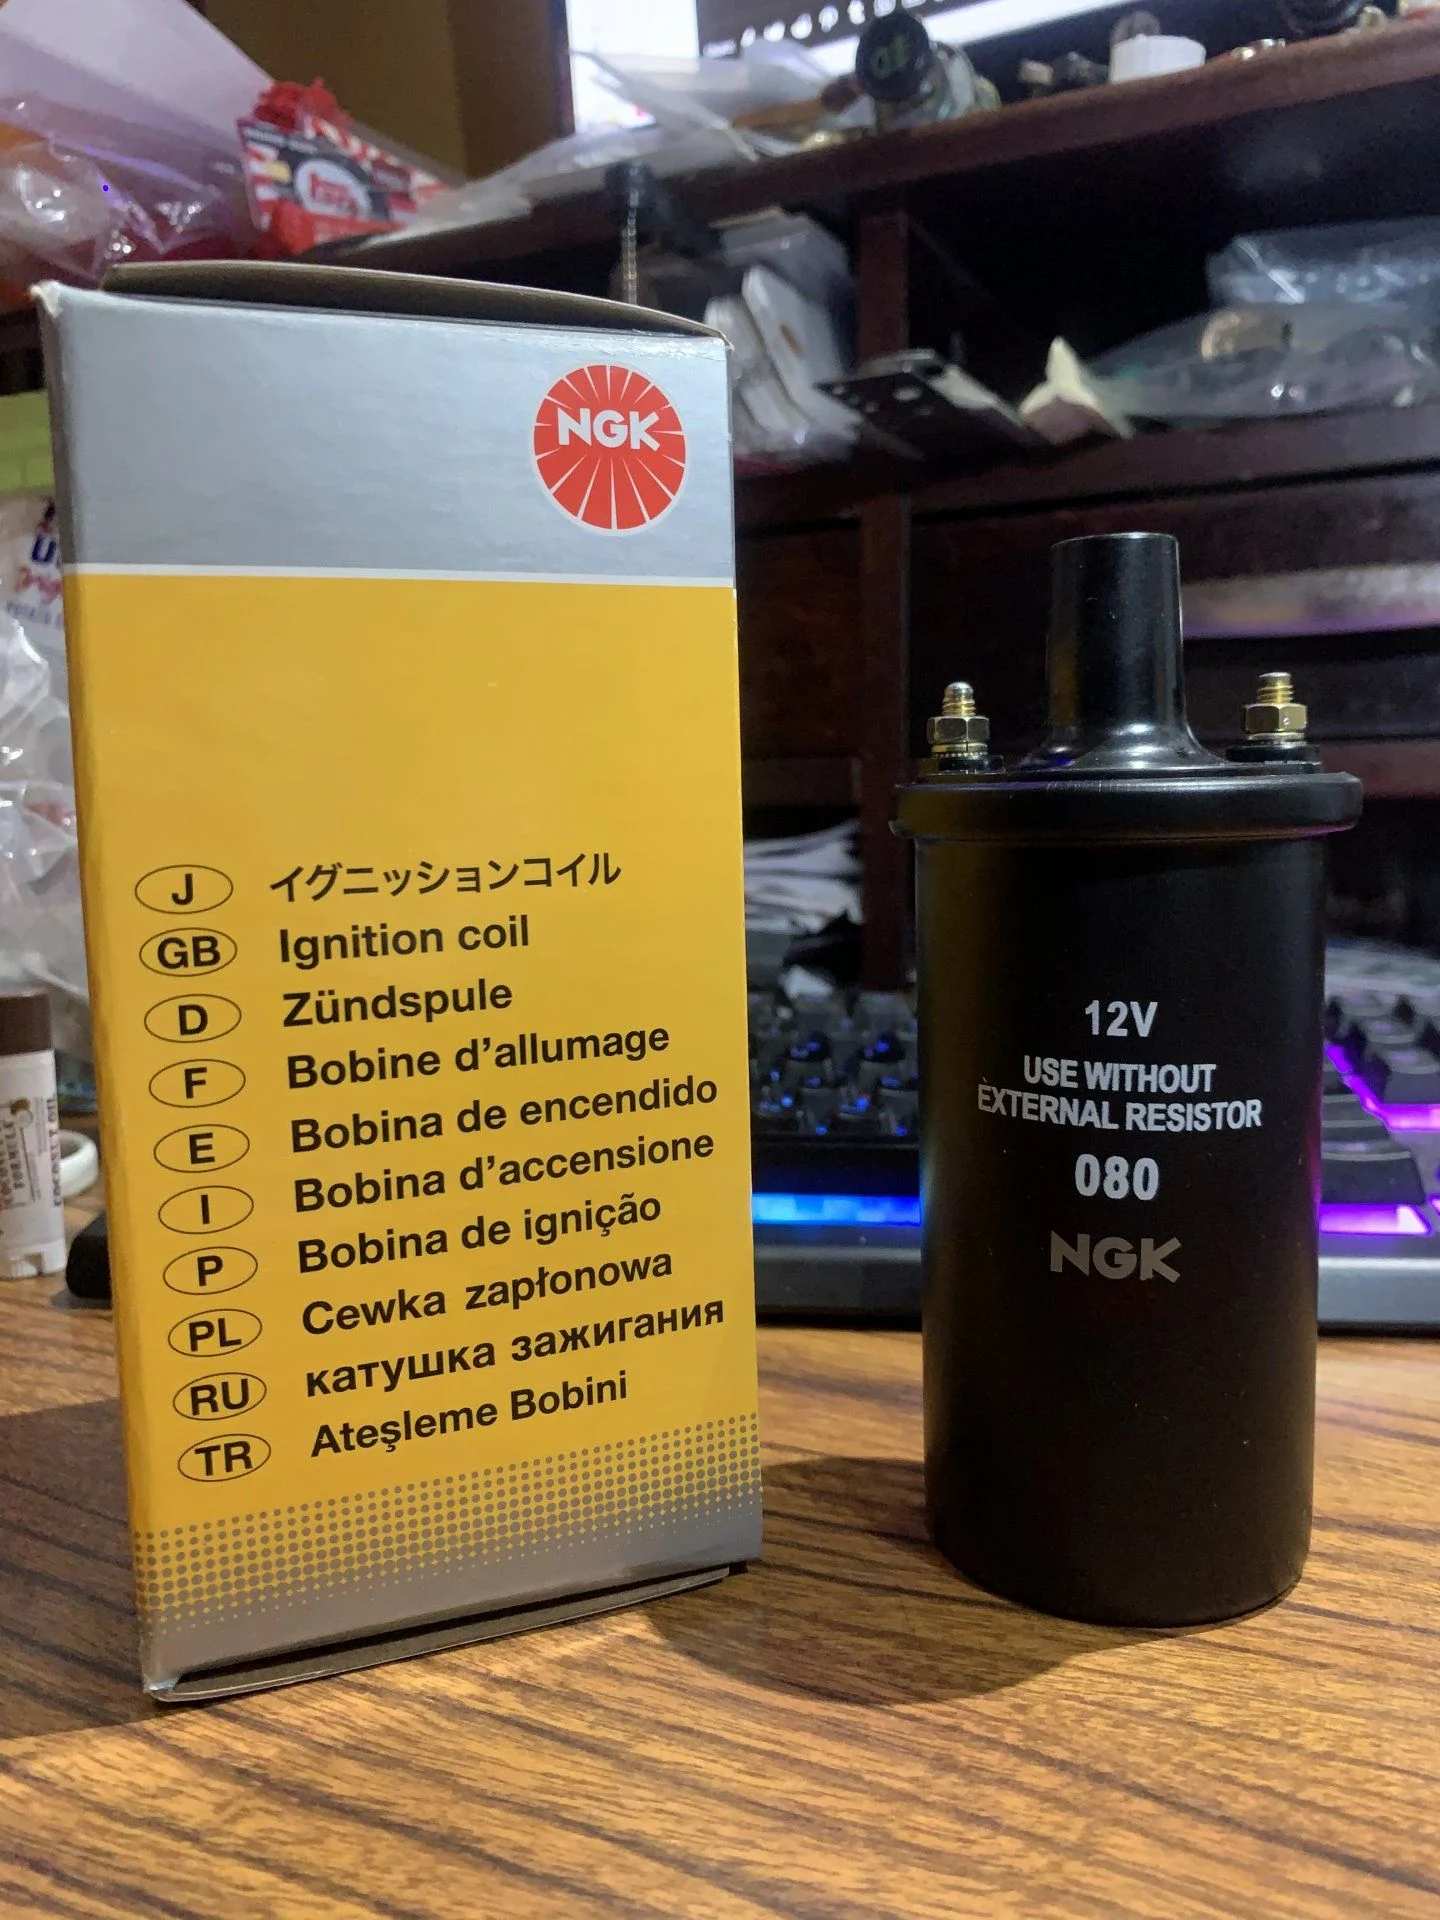 NGK
J イグニッションコイル
GB Ignition coil
D Zündspule
F Bobine d'allumage
E Bobina de encendido
I Bobina d'accensione
P Bobina de ignição
PL Cewka zapłonowa
RU катушка зажигания
TR Ateşleme Bobini
12V
USE WITHOUT
EXTERNAL RESISTOR
080
NGK